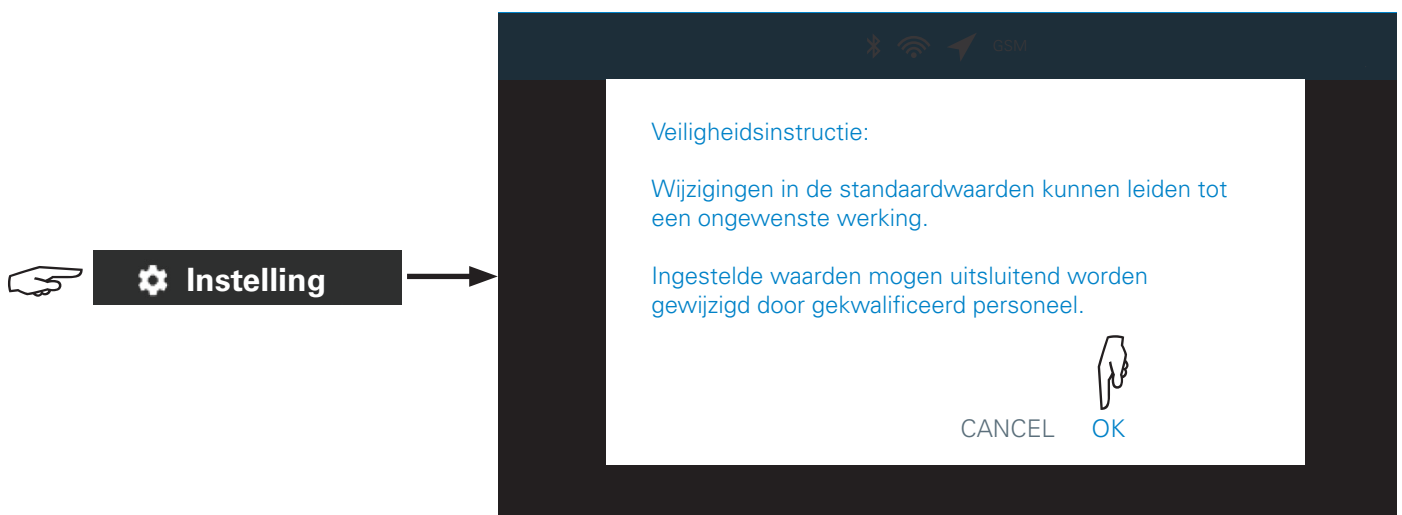 GSM
Veiligheidsinstructie:
Wijzigingen in de standaardwaarden kunnen leiden tot
een ongewenste werking.
Instelling
Ingestelde waarden mogen uitsluitend worden
gewijzigd door gekwalificeerd personeel.
CANCEL OK